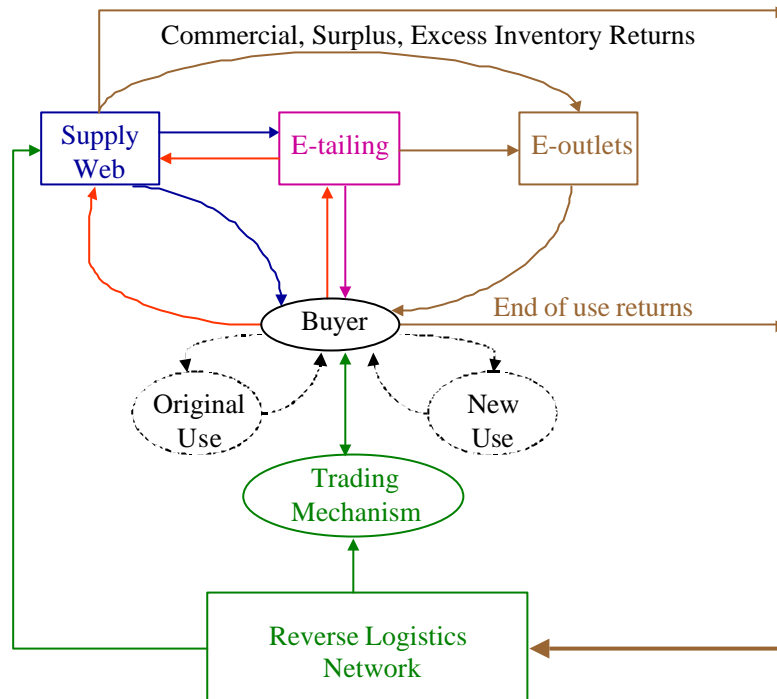 Commercial, Surplus, Excess Inventory Returns
Supply
Web
E-tailing
E-outlets
End of use returns
Buyer
Original
Use
New
Use
Trading
Mechanism
Reverse Logistics
Network